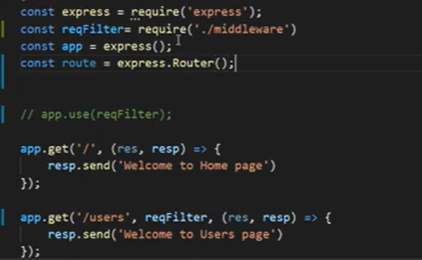 const express = require('express');
const reqFilter= require('./middleware')
const app = express();
const route = express.Router();
// app.use(reqFilter);
app.get('/', (res, resp) => {
resp.send('Welcome to Home page')
});
app.get('/users', reqFilter, (res, resp) => {
resp.send('Welcome to Users page')
});